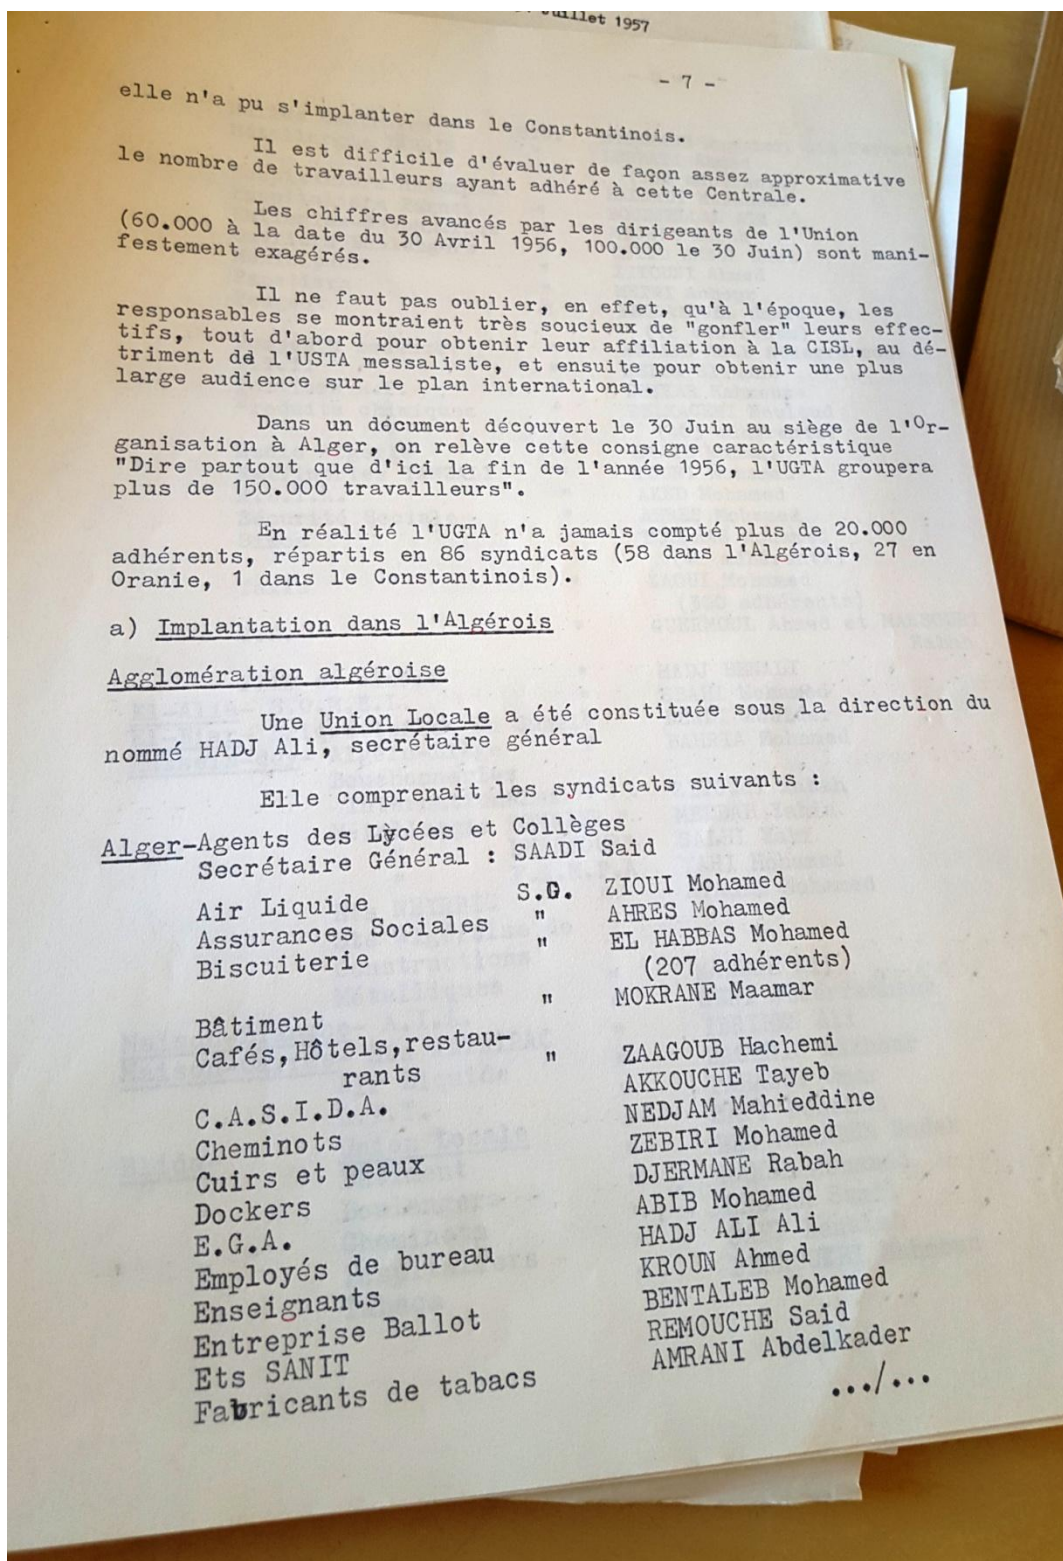 Juillet 1957
- 7 -
elle n'a pu s'implanter dans le Constantinois.
Il est difficile d'évaluer de façon assez approximative
le nombre de travailleurs ayant adhéré à cette Centrale.
Les chiffres avancés par les dirigeants de l'Union
(60.000 à la date du 30 Avril 1956, 100.000 le 30 Juin) sont mani-
festement exagérés.
Il ne faut pas oublier, en effet, qu'à l'époque, les
responsables se montraient très soucieux de "gonfler" leurs effec-
tifs, tout d'abord pour obtenir leur affiliation à la CISL, au dé-
triment de l'USTA messaliste, et ensuite pour obtenir une plus
large audience sur le plan international.
Dans un document découvert le 30 Juin au siège de l'Or-
ganisation à Alger, on relève cette consigne caractéristique
"Dire partout que d'ici la fin de l'année 1956, l'UGTA groupera
plus de 150.000 travailleurs".
En réalité l'UGTA n'a jamais compté plus de 20.000
adhérents, répartis en 86 syndicats (58 dans l'Algérois, 27 en
Oranie, 1 dans le Constantinois).
a) Implantation dans l'Algérois
Agglomération algéroise
Une Union Locale a été constituée sous la direction du
nommé HADJ Ali, secrétaire général
Elle comprenait les syndicats suivants :
Alger-Agents des Lycées et Collèges
Secrétaire Général : SAADI Said
Air Liquide S.G. ZIOUI Mohamed
Assurances Sociales " AHRES Mohamed
Biscuiterie " EL HABBAS Mohamed
(207 adhérents)
Bâtiment " MOKRANE Maamar
Cafés, Hôtels, restau-
rants " ZAAGOUB Hachemi
C.A.S.I.D.A. AKKOUCHE Tayeb
Cheminots NEDJAM Mahieddine
Cuirs et peaux ZEBIRI Mohamed
Dockers DJERMANE Rabah
E.G.A. ABIB Mohamed
Employés de bureau HADJ ALI Ali
Enseignants KROUN Ahmed
Entreprise Ballot BENTALEB Mohamed
Ets SANIT REMOUCHE Said
Fabricants de tabacs AMRANI Abdelkader
.../...